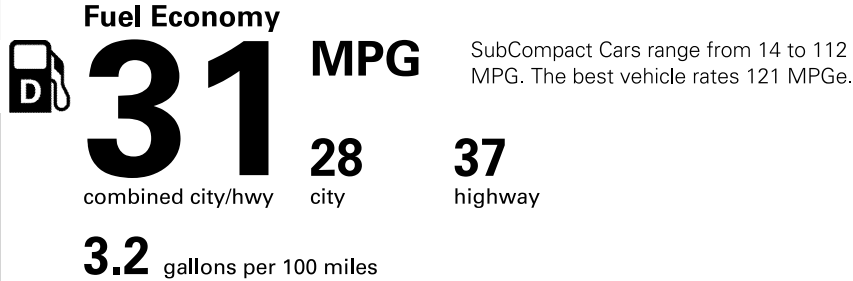 Fuel Economy
D
31
MPG
SubCompact Cars range from 14 to 112
MPG. The best vehicle rates 121 MPGe.
28
37
combined city/hwy
city
highway
3.2 gallons per 100 miles